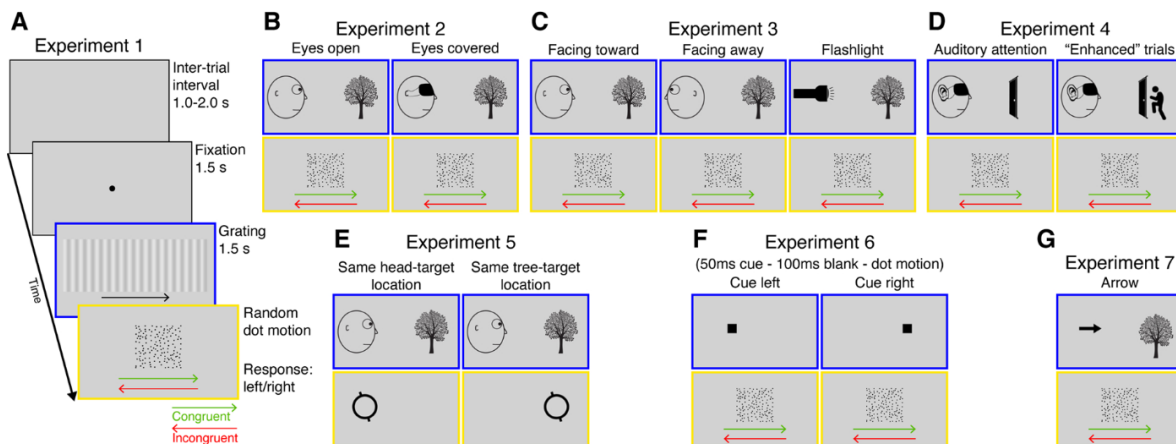 A
Experiment 1
Inter-trial
interval
1.0-2.0 s
Fixation
1.5 s
Grating
1.5 s
Time
Random
dot motion
Response:
left/right
Congruent
Incongruent
B
Experiment 2
Eyes open
Eyes covered
C
Experiment 3
Facing toward
Facing away
Flashlight
D
Experiment 4
Auditory attention
“Enhanced” trials
E
Experiment 5
Same head-target
location
Same tree-target
location
F
Experiment 6
(50ms cue - 100ms blank - dot motion)
Cue left
Cue right
G
Experiment 7
Arrow